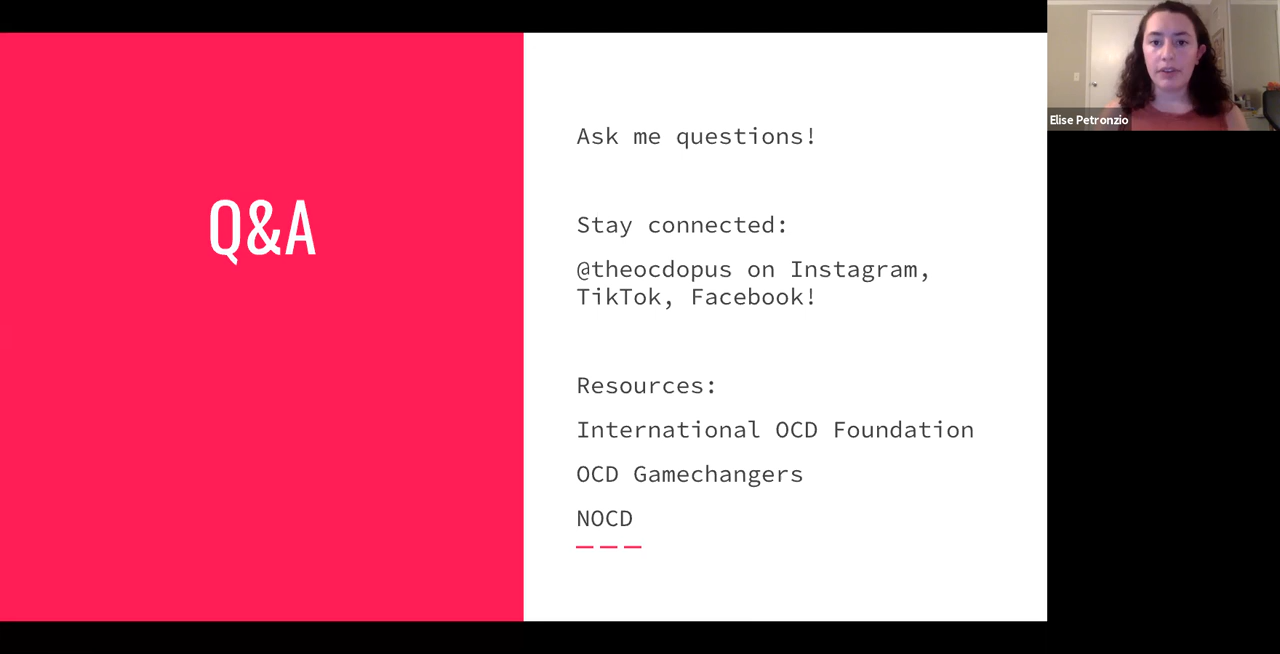 Q&A
Ask me questions!
Stay connected:
@theocdopus on Instagram,
TikTok, Facebook!
Resources:
International OCD Foundation
OCD Gamechangers
NOCD
Elise Petronzio